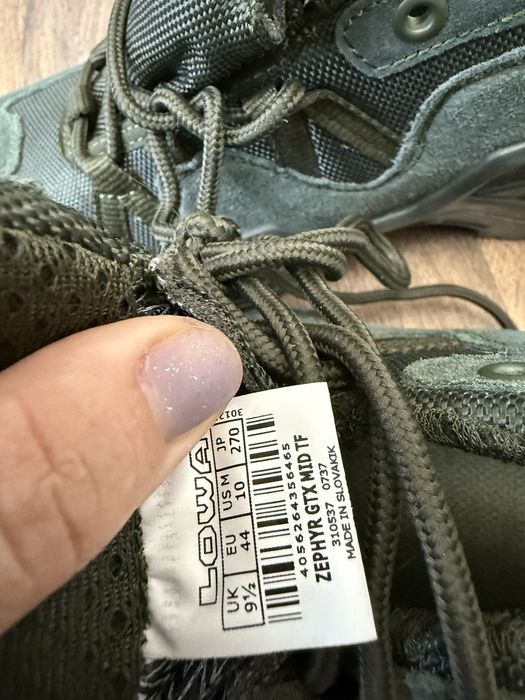 LOWA
UK EU US M JP
9½ 44 10 270
4056264356465
ZEPHYR GTX MID TF
310537 0737
MADE IN SLOVAKIK